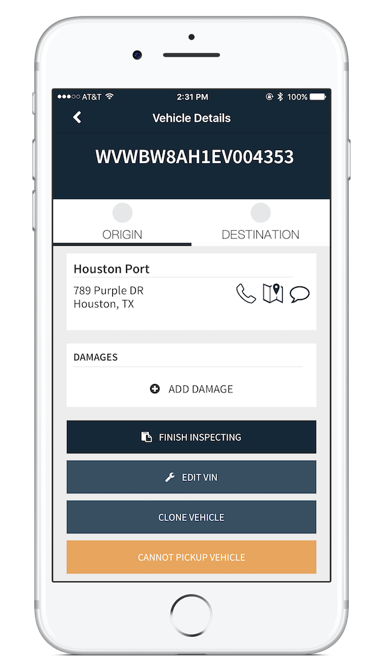 AT&T 2:31 PM 100%
Vehicle Details
WVWBW8AH1EV004353
ORIGIN DESTINATION
Houston Port
789 Purple DR
Houston, TX
DAMAGES
ADD DAMAGE
FINISH INSPECTING
EDIT VIN
CLONE VEHICLE
CANNOT PICKUP VEHICLE